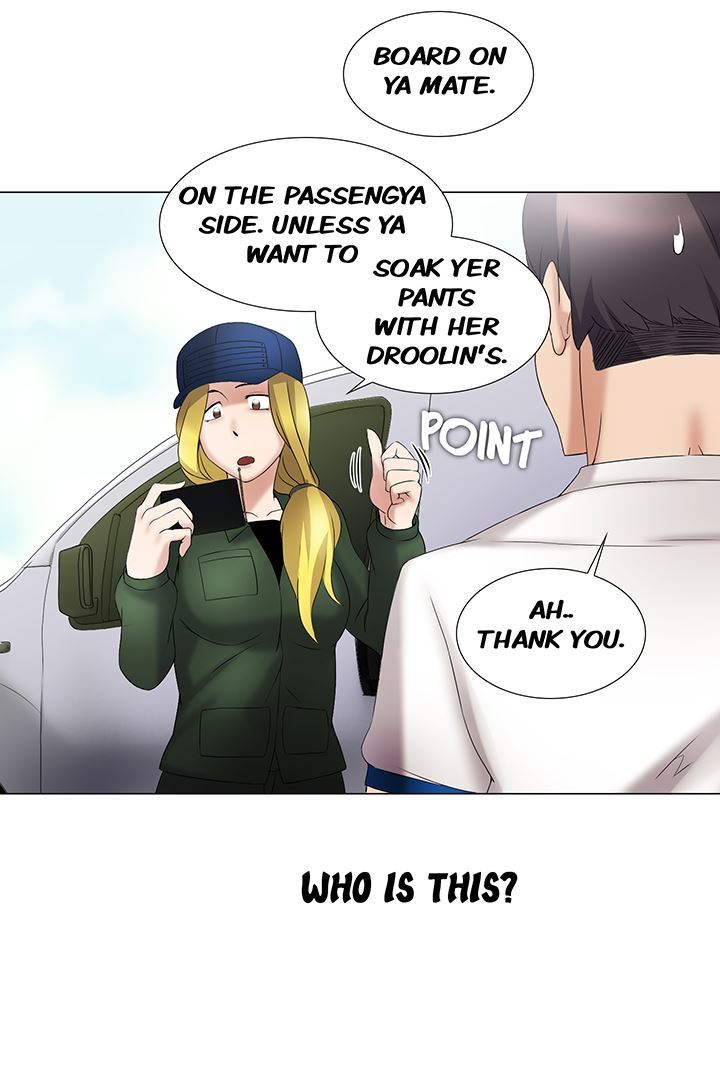 BOARD ON
YA MATE.
ON THE PASSENGYA
SIDE. UNLESS YA
WANT TO
SOAK YER
PANTS
WITH HER
DROOLIN'S.
POINT
AH..
THANK YOU.
WHO IS THIS?